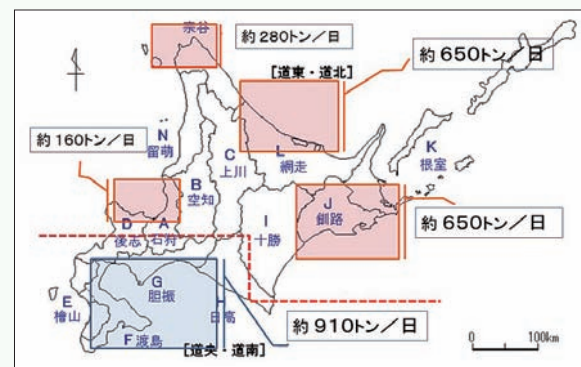 宗谷
約280トン/日
[道東・道北]
約650トン/日
N
留萌
約160トン/日
C
上川
L
網走
K
根室
B
空知
J
釧路
I
十勝
D
後志
A
石狩
約650トン/日
G
胆振
E
檜山
日高
約910トン/日
F渡島
[道央・道南]
0
100km